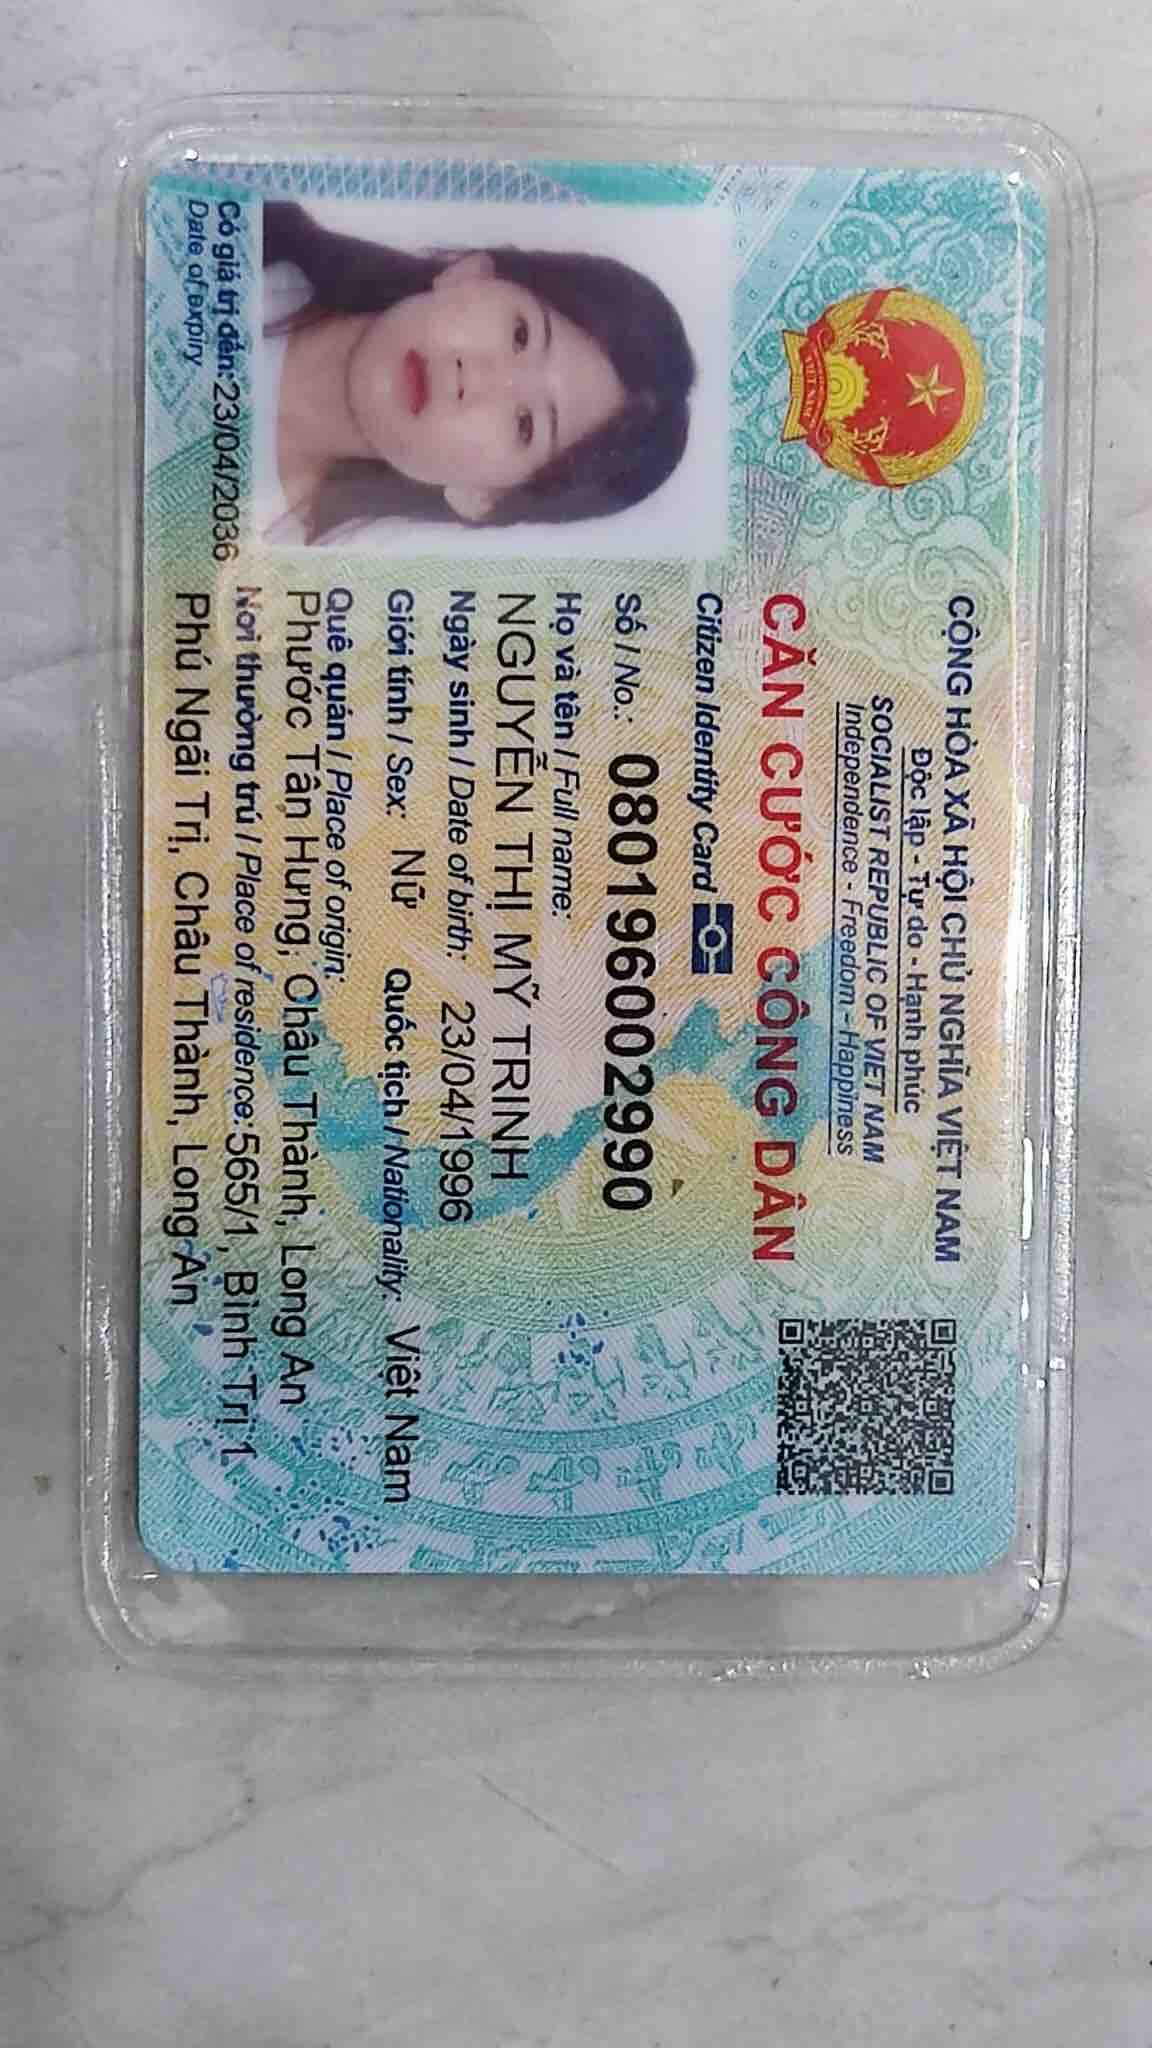 CỘNG HÒA XÃ HỘI CHỦ NGHĨA VIỆT NAM
Độc lập - Tự do - Hạnh phúc
SOCIALIST REPUBLIC OF VIET NAM
Independence - Freedom - Happiness
CĂN CƯỚC CÔNG DÂN
Citizen Identity Card
Số / No.: 080196002990
Họ và tên / Full name:
NGUYỄN THỊ MỸ TRINH
Ngày sinh / Date of birth: 23/04/1996
Giới tính / Sex: Nữ Quốc tịch / Nationality: Việt Nam
Quê quán / Place of origin:
Phước Tân Hưng, Châu Thành, Long An
Nơi thường trú / Place of residence: 565/1, Bình Trị 1
Phú Ngãi Trị, Châu Thành, Long An
Có giá trị đến: 23/04/2036
Date of expiry
VIỆT NAM